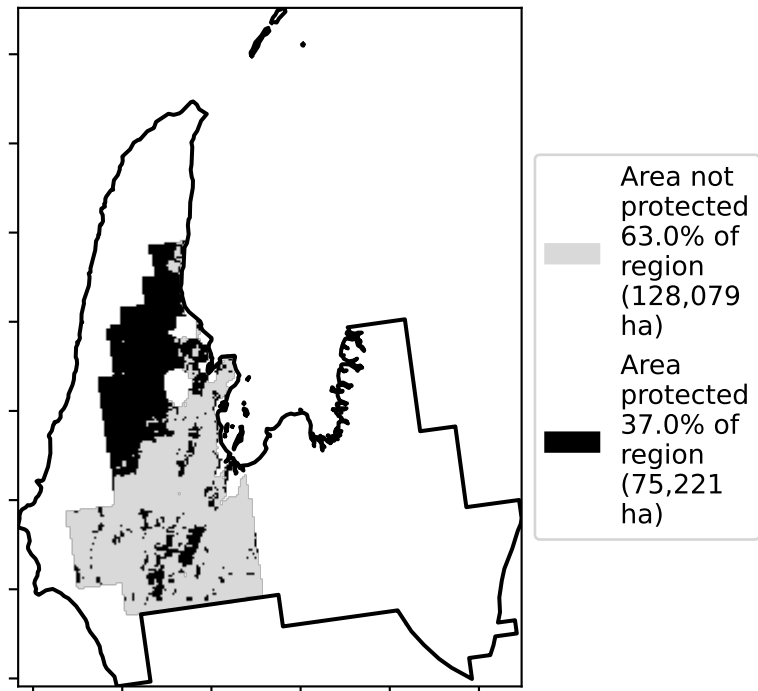 Area not
protected
63.0% of
region
(128,079
ha)
Area
protected
37.0% of
region
(75,221
ha)